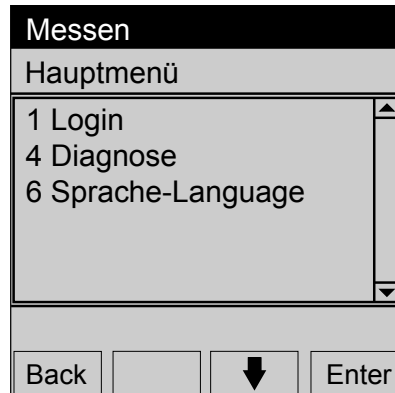 Messen
Hauptmenü
1 Login
4 Diagnose
6 Sprache-Language
Back
Enter